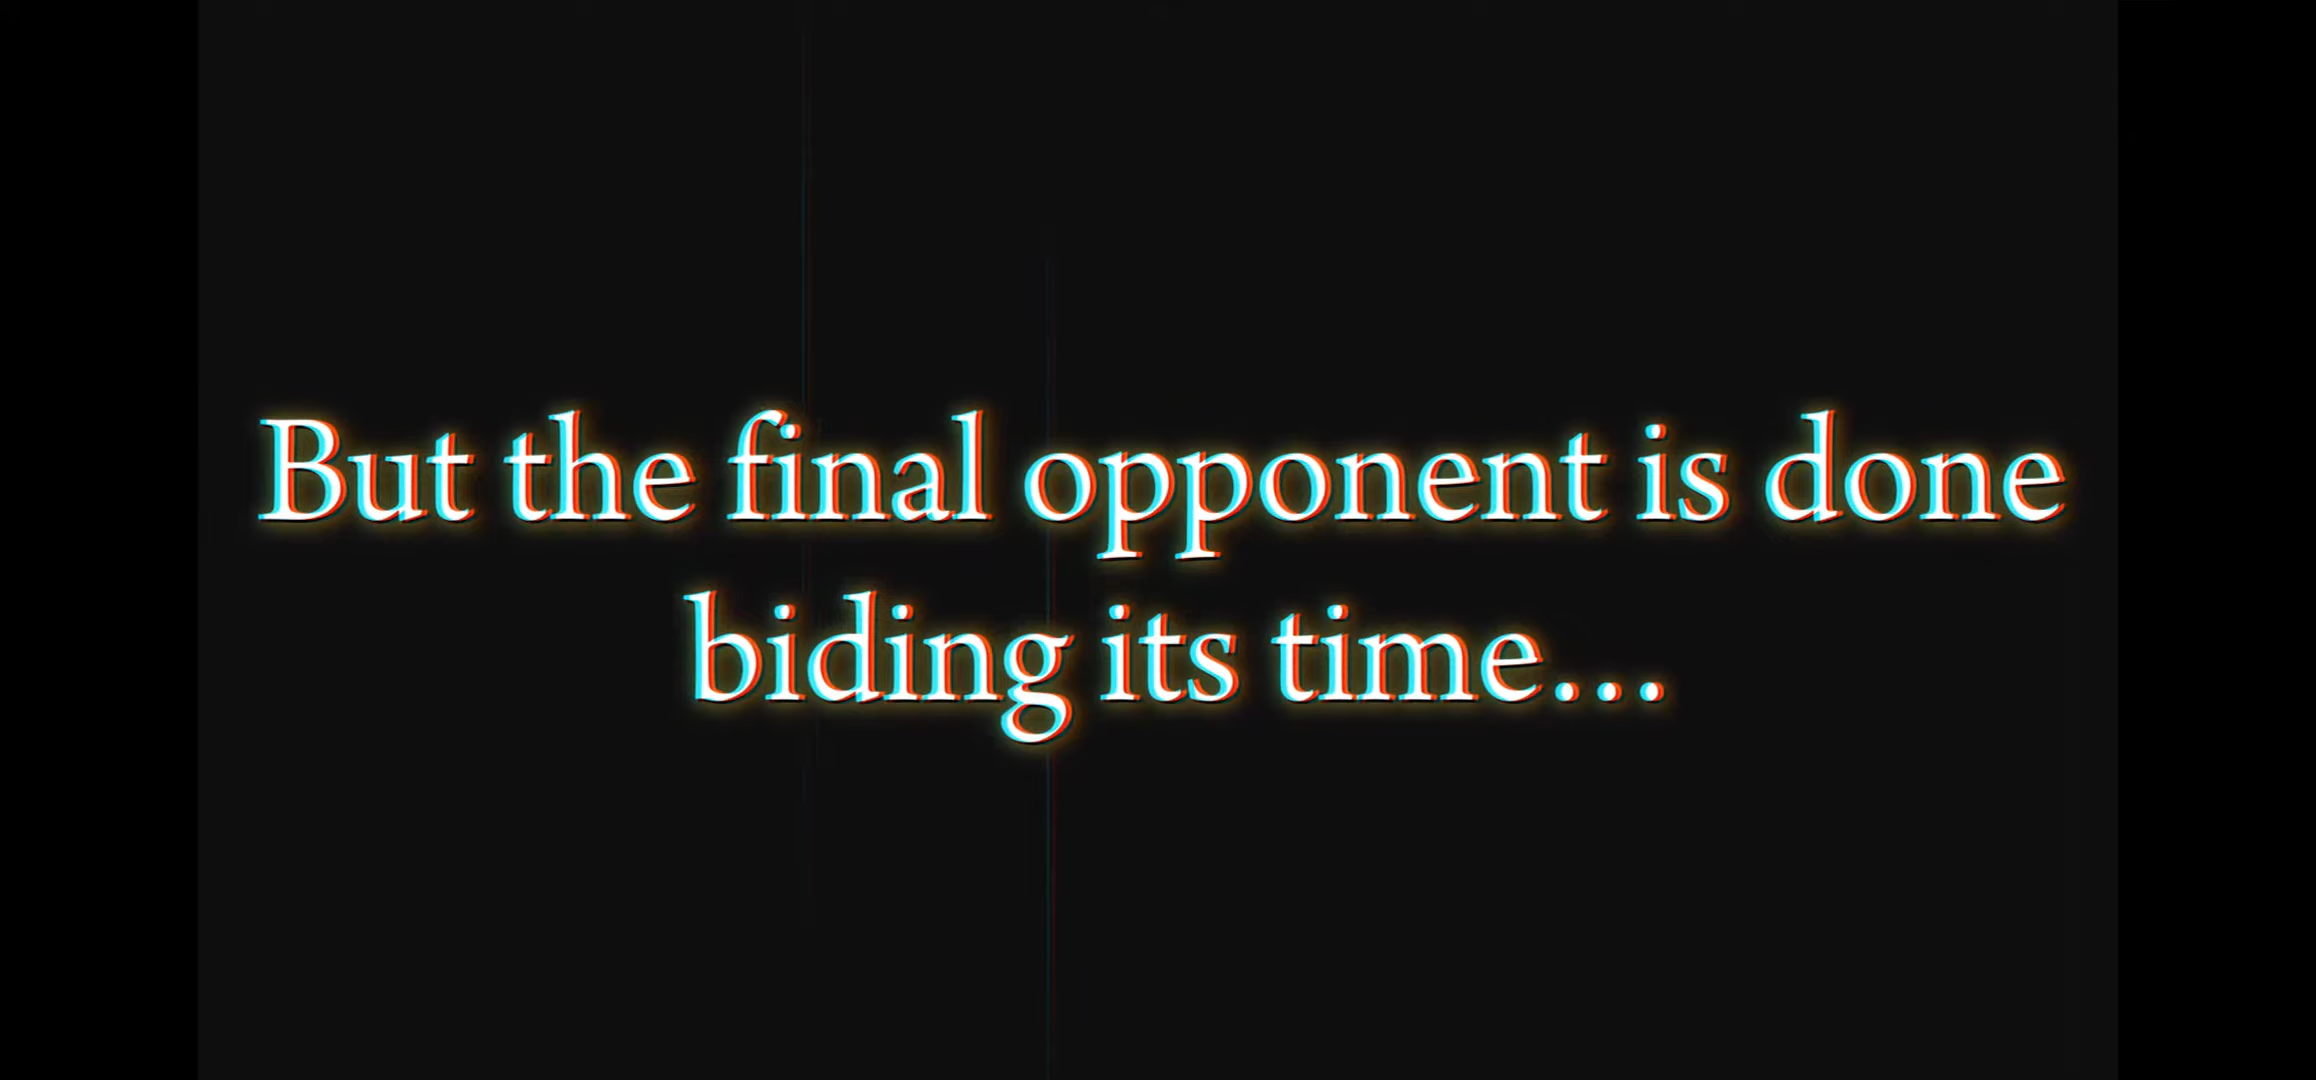 But the final opponent is done
biding its time...